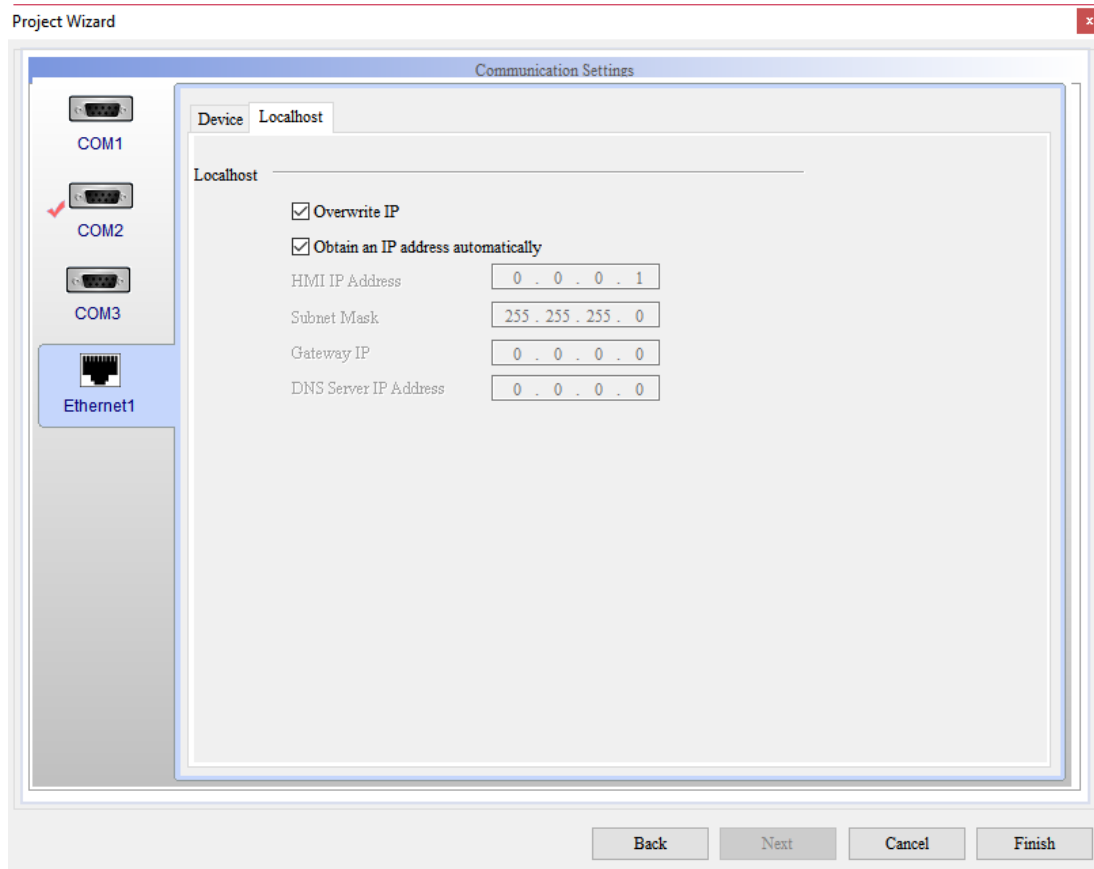 Project Wizard
x
Communication Settings
COM1
COM2
COM3
Ethernet1
Device Localhost
Localhost
Overwrite IP
Obtain an IP address automatically
HMI IP Address 0 . 0 . 0 . 1
Subnet Mask 255 . 255 . 255 . 0
Gateway IP 0 . 0 . 0 . 0
DNS Server IP Address 0 . 0 . 0 . 0
Back Next Cancel Finish